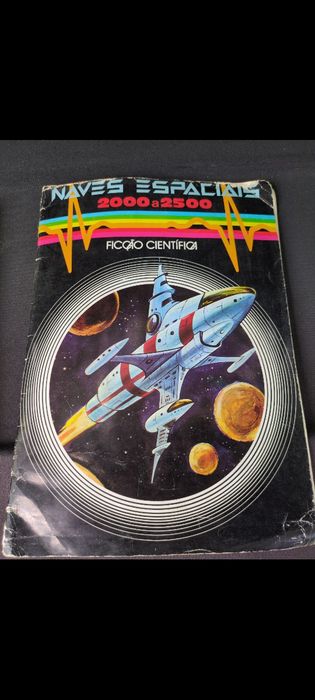 NAVES ESPACIAIS
2000 a 2500
FICÇÃO CIENTÍFICA